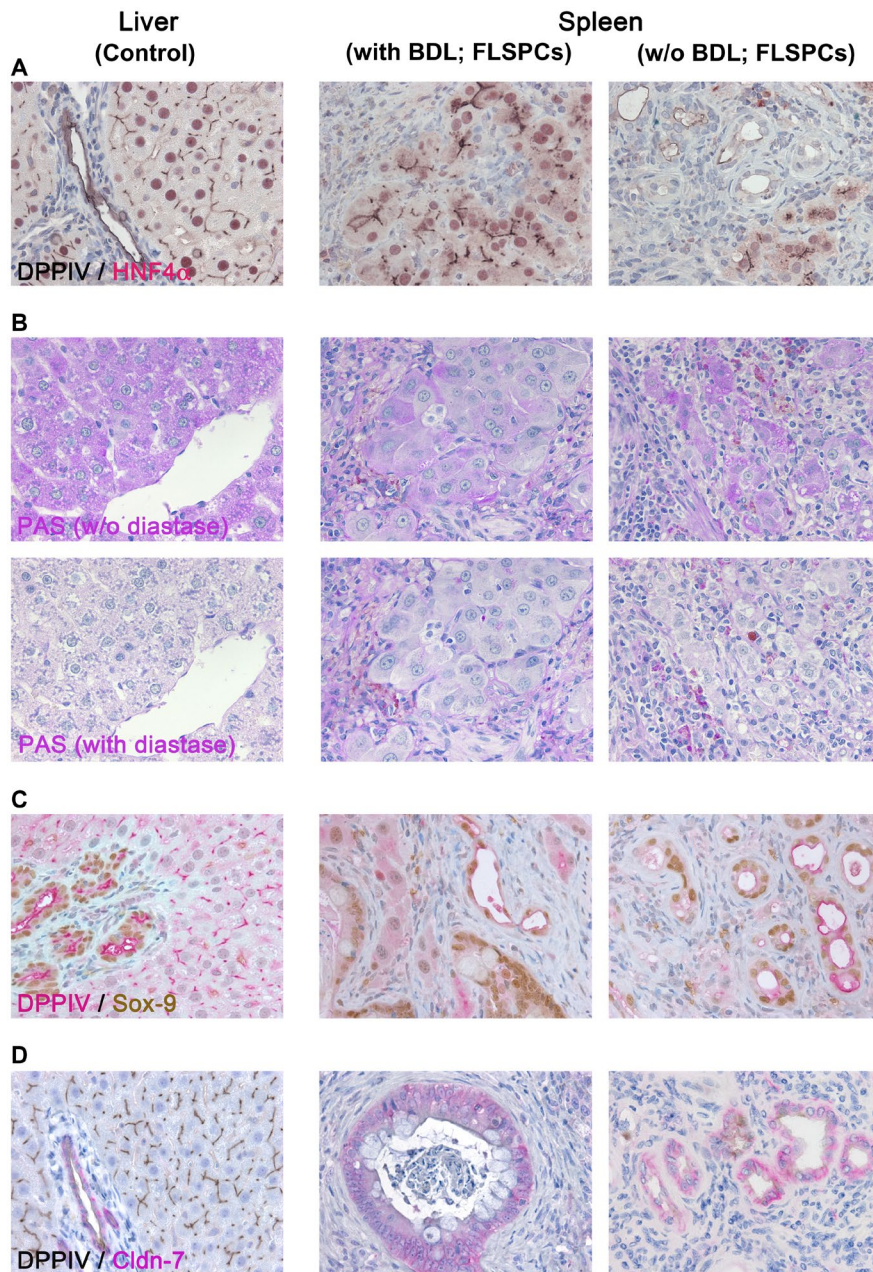 Liver
(Control)
Spleen
(with BDL; FLSPCs)
(w/o BDL; FLSPCs)
A
DPPIV / HNF4α
B
PAS (w/o diastase)
PAS (with diastase)
C
DPPIV / Sox-9
D
DPPIV / Cldn-7